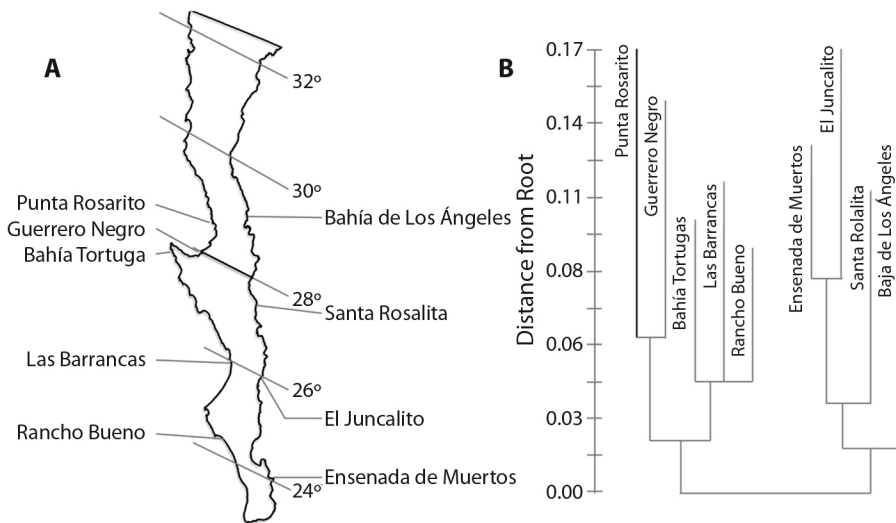 A
32º
30º
Punta Rosarito
Guerrero Negro
Bahía Tortuga
Bahía de Los Ángeles
28º
Santa Rosalita
Las Barrancas
26º
El Juncalito
Rancho Bueno
Ensenada de Muertos
24º
B
Distance from Root
0.17
0.14
0.11
0.08
0.06
0.03
0.00
Punta Rosarito
Guerrero Negro
Bahía Tortugas
Las Barrancas
Rancho Bueno
Ensenada de Muertos
El Juncalito
Santa Rolalita
Baja de Los Ángeles